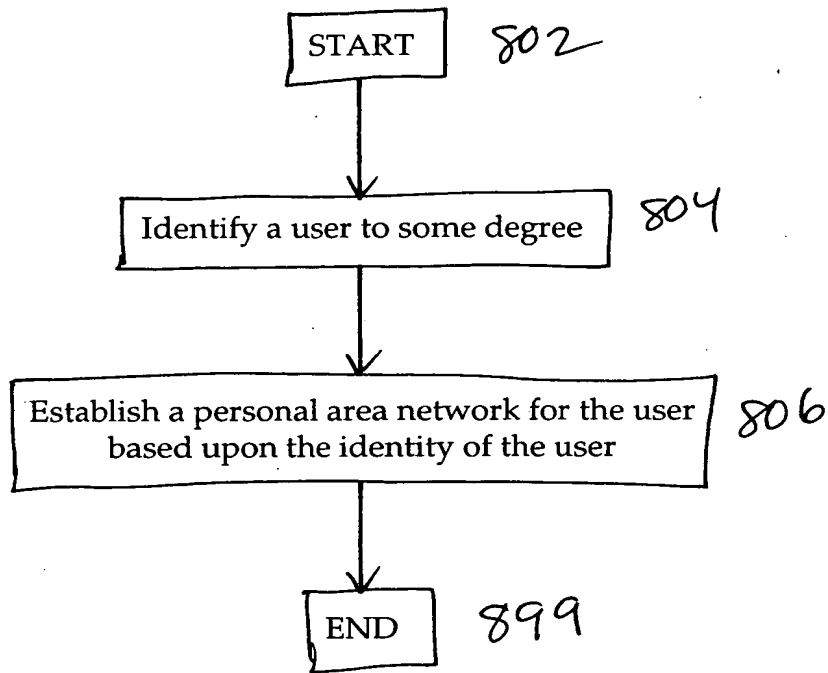 START 802
Identify a user to some degree 804
Establish a personal area network for the user 806
based upon the identity of the user
END 899